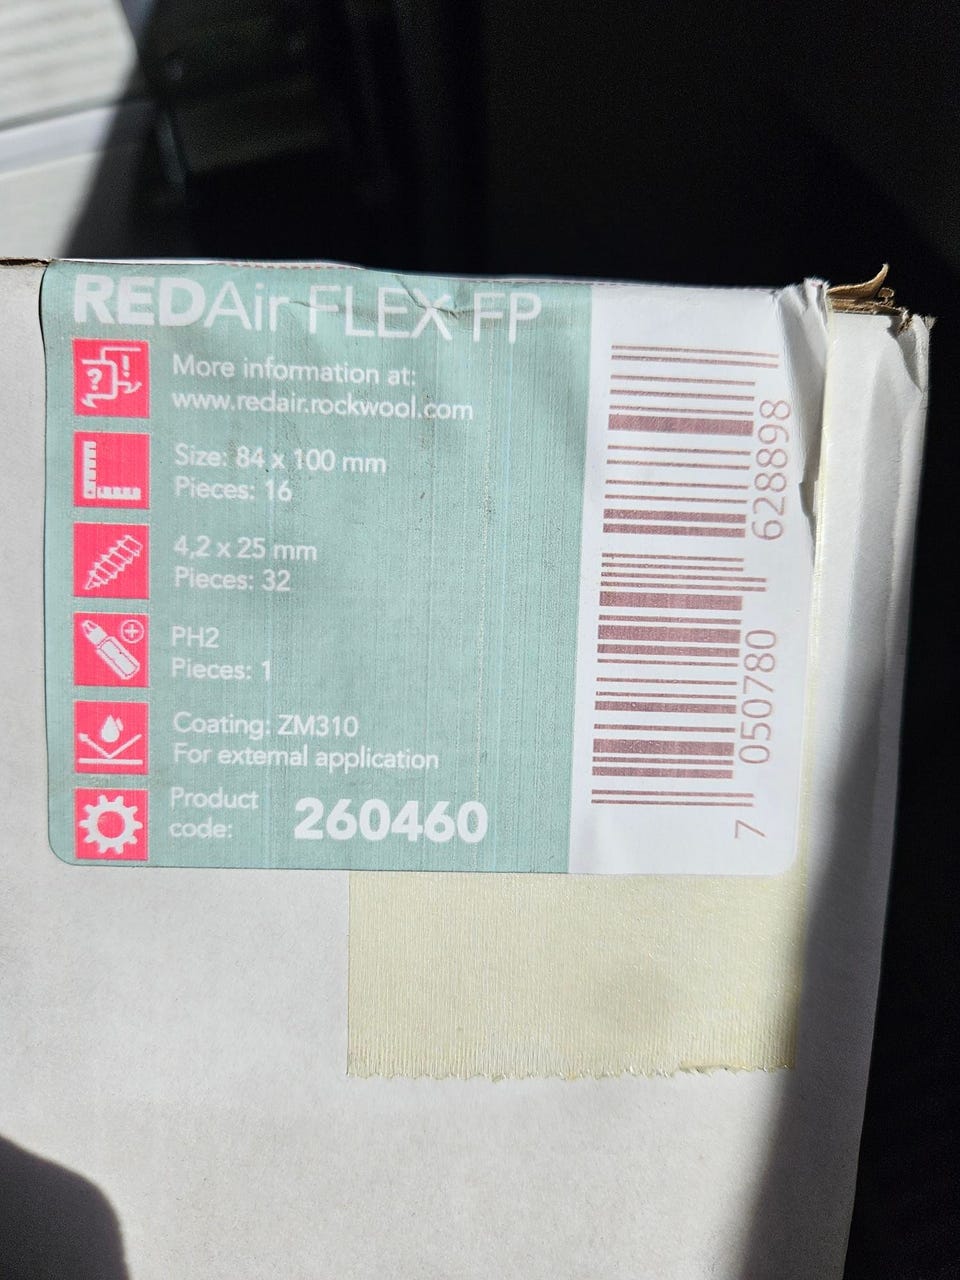 REDAir FLEX FP
More information at:
www.redair.rockwool.com
Size: 84 x 100 mm
Pieces: 16
4,2 x 25 mm
Pieces: 32
PH2
Pieces: 1
Coating: ZM310
For external application
Product
code:
260460
7 050780 628898